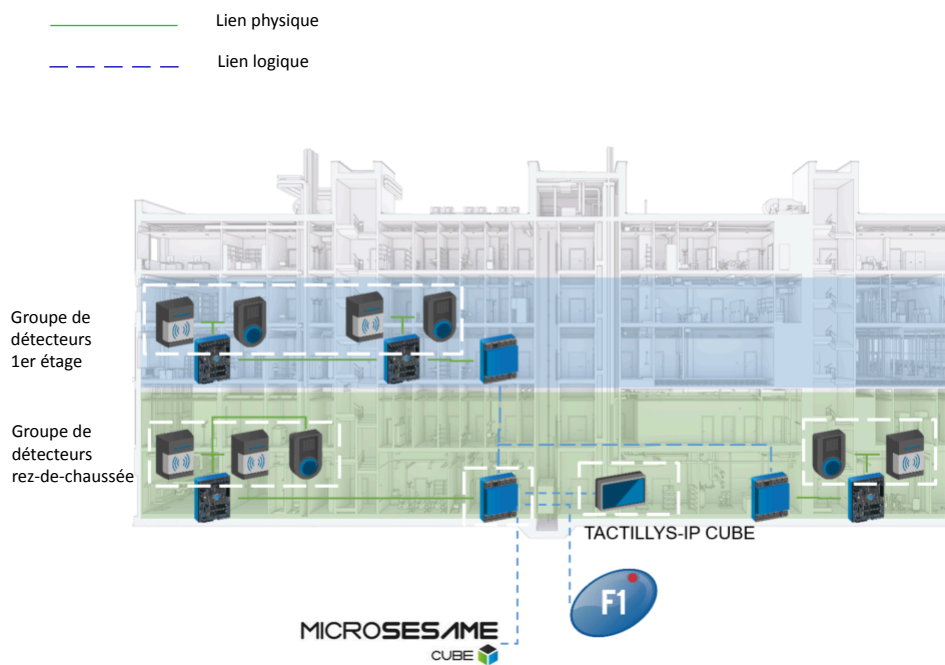 Lien physique
Lien logique
Groupe de
détecteurs
1er étage
Groupe de
détecteurs
rez-de-chaussée
TACTILLYS-IP CUBE
F1
MICROSESAME
CUBE